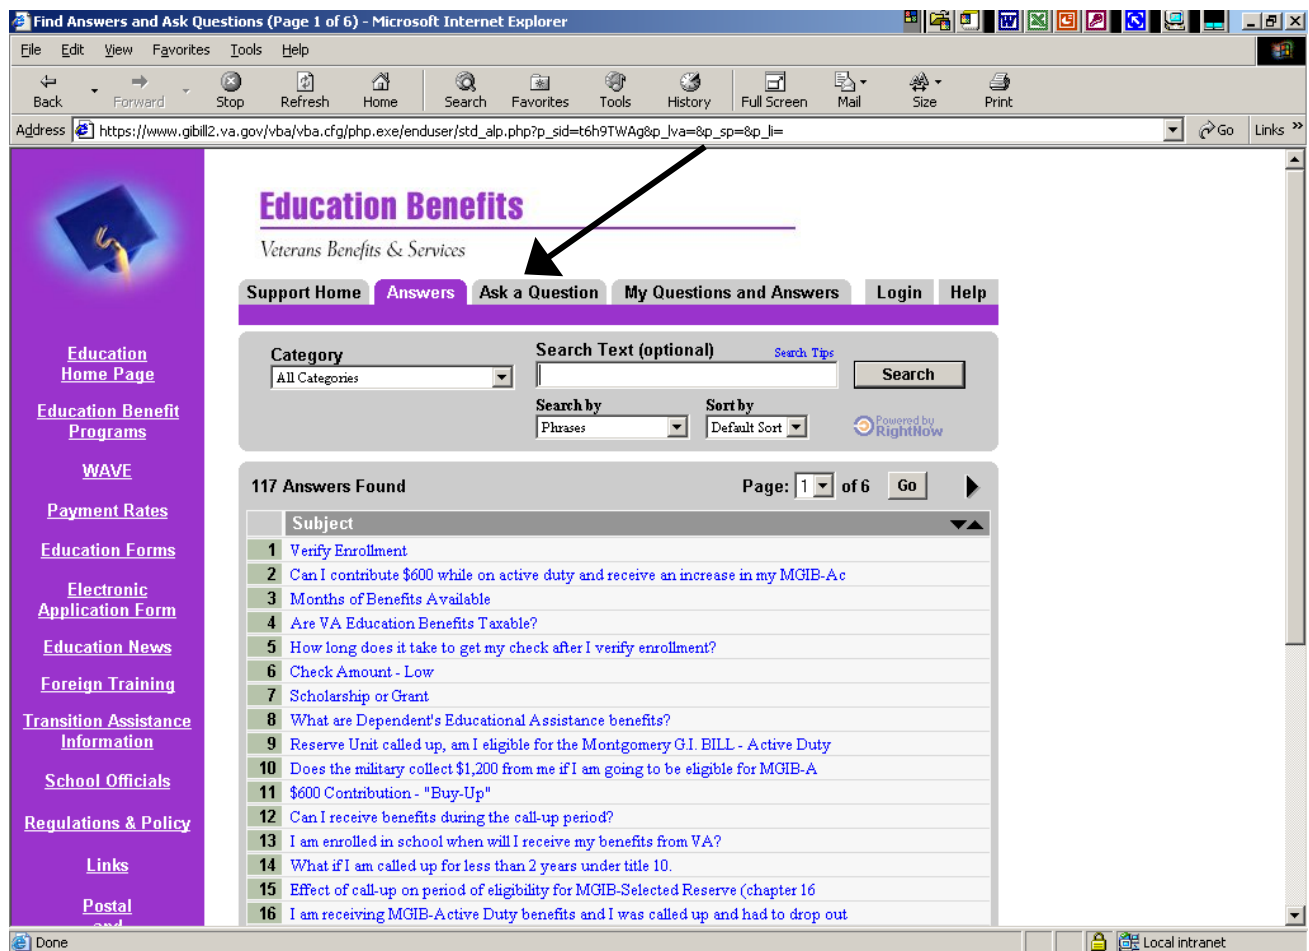 Find Answers and Ask Questions (Page 1 of 6) - Microsoft Internet Explorer
File Edit View Favorites Tools Help
Back Forward Stop Refresh Home Search Favorites Tools History Full Screen Mail Size Print
Address https://www.gibill2.va.gov/vba/vba.cfg/php.exe/enduser/std_alp.php?p_sid=t6h9TWAg&p_lva=&p_sp=&p_li= Go Links »
Education Benefits
Veterans Benefits & Services
Support Home Answers Ask a Question My Questions and Answers Login Help
Education
Home Page
Education Benefit
Programs
WAVE
Payment Rates
Education Forms
Electronic
Application Form
Education News
Foreign Training
Transition Assistance
Information
School Officials
Regulations & Policy
Links
Postal
and
Category
All Categories
Search Text (optional) Search Tips
Search
Search by Sort by
Phrases Default Sort
Powered by
RightNow
117 Answers Found Page: 1 of 6 Go
Subject
1 Verify Enrollment
2 Can I contribute $600 while on active duty and receive an increase in my MGIB-Ac
3 Months of Benefits Available
4 Are VA Education Benefits Taxable?
5 How long does it take to get my check after I verify enrollment?
6 Check Amount - Low
7 Scholarship or Grant
8 What are Dependent's Educational Assistance benefits?
9 Reserve Unit called up, am I eligible for the Montgomery G.I. BILL - Active Duty
10 Does the military collect $1,200 from me if I am going to be eligible for MGIB-A
11 $600 Contribution - "Buy-Up"
12 Can I receive benefits during the call-up period?
13 I am enrolled in school when will I receive my benefits from VA?
14 What if I am called up for less than 2 years under title 10.
15 Effect of call-up on period of eligibility for MGIB-Selected Reserve (chapter 16
16 I am receiving MGIB-Active Duty benefits and I was called up and had to drop out
Done Local intranet